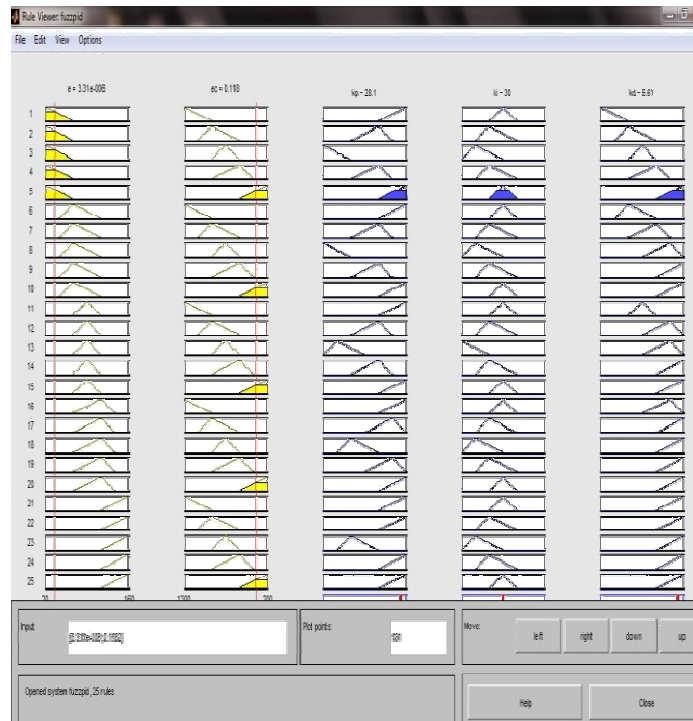 Rule Viewer: fuzzpid
File Edit View Options
e = 3.31e-006 ec = 0.118 kp = 28.1 ki = 30 kd = 5.61
1
2
3
4
5
6
7
8
9
10
11
12
13
14
15
16
17
18
19
20
21
22
23
24
25
Input:
Plot points:
Move:
left right down up
Opened system fuzzpid, 25 rules
Help Close